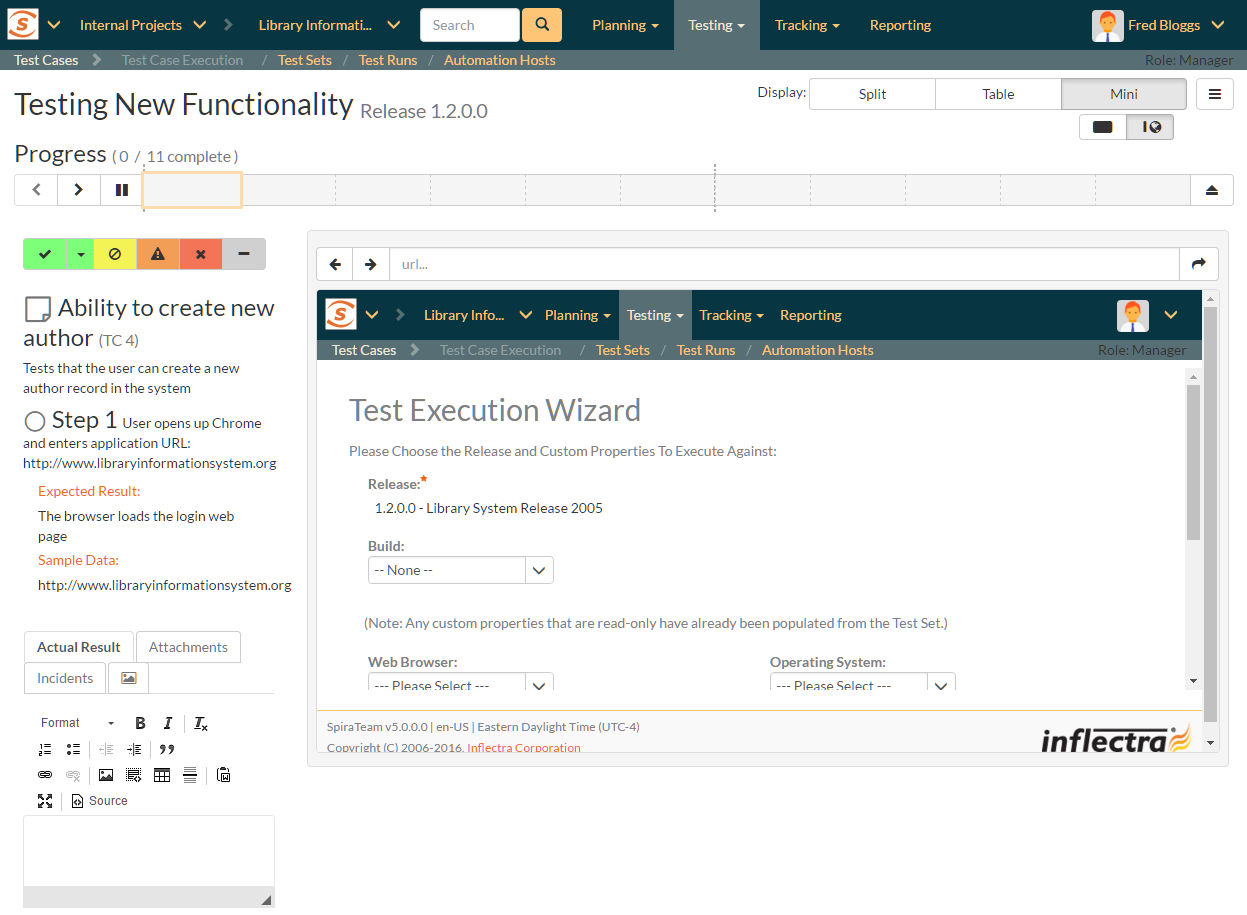 Internal Projects Library Informati... Search Planning Testing Tracking Reporting Fred Bloggs
Test Cases Test Case Execution / Test Sets / Test Runs / Automation Hosts Role: Manager
Testing New Functionality Release 1.2.0.0
Display: Split Table Mini
Progress ( 0 / 11 complete )
url...
Library Info... Planning Testing Tracking Reporting
Test Cases Test Case Execution / Test Sets / Test Runs / Automation Hosts Role: Manager
Ability to create new
author (TC 4)
Tests that the user can create a new
author record in the system
Step 1 User opens up Chrome
and enters application URL:
http://www.libraryinformationsystem.org
Expected Result:
The browser loads the login web
page
Sample Data:
http://www.libraryinformationsystem.org
Actual Result Attachments
Incidents
Format B I Tx
Source
Test Execution Wizard
Please Choose the Release and Custom Properties To Execute Against:
Release:*
1.2.0.0 - Library System Release 2005
Build:
-- None --
(Note: Any custom properties that are read-only have already been populated from the Test Set.)
Web Browser: Operating System:
--- Please Select --- --- Please Select ---
SpiraTeam v5.0.0.0 | en-US | Eastern Daylight Time (UTC-4)
Copyright (C) 2006-2016, Inflectra Corporation
inflectra